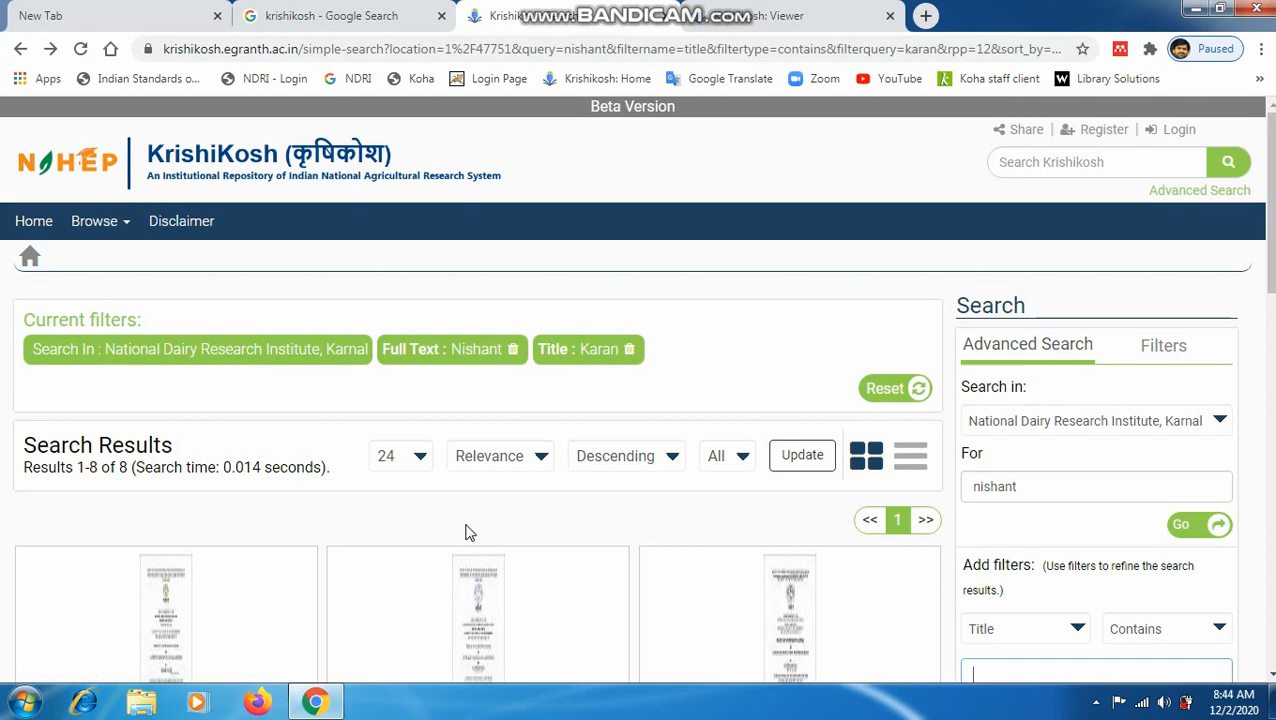 New Tab
krishikosh - Google Search
Krishik
www.BANDICAM.com
sh: Viewer
krishikosh.egranth.ac.in/simple-search?location=1%2F47751&query=nishant&filtername=title&filtertype=contains&filterquery=karan&rpp=12&sort_by=...
Paused
Apps
Indian Standards o...
NDRI - Login
NDRI
Koha
Login Page
Krishikosh: Home
Google Translate
Zoom
YouTube
Koha staff client
Library Solutions
Beta Version
Share | Register | Login
NAHEP
KrishiKosh (कृषिकोश)
An Institutional Repository of Indian National Agricultural Research System
Search Krishikosh
Advanced Search
Home
Browse
Disclaimer
Current filters:
Search In : National Dairy Research Institute, Karnal
Full Text : Nishant
Title : Karan
Reset
Search Results
Results 1-8 of 8 (Search time: 0.014 seconds).
24
Relevance
Descending
All
Update
<< 1 >>
Search
Advanced Search
Filters
Search in:
National Dairy Research Institute, Karnal
For
nishant
Go
Add filters: (Use filters to refine the search
results.)
Title
Contains
8:44 AM
12/2/2020